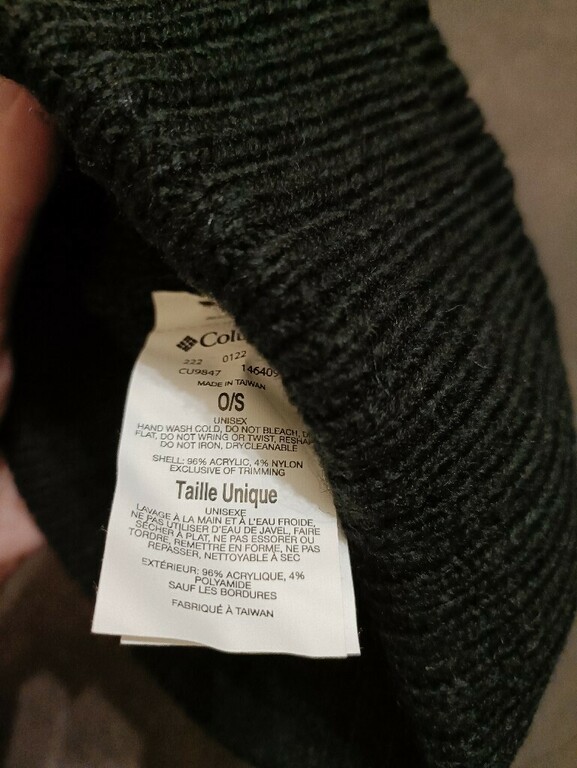 222 0122
CU9847 146409
MADE IN TAIWAN
O/S
UNISEX
HAND WASH COLD, DO NOT BLEACH,
FLAT, DO NOT WRING OR TWIST,
DO NOT IRON, DRYCLEANABLE
SHELL: 96% ACRYLIC, 4% NYLON
EXCLUSIVE OF TRIMMING
Taille Unique
UNISEXE
LAVAGE À LA MAIN ET À L'EAU FROIDE,
NE PAS UTILISER D'EAU DE JAVEL, FAIRE
SÉCHER À PLAT, NE PAS ESSORER OU
TORDRE, REMETTRE EN FORME, NE PAS
REPASSER, NETTOYABLE À SEC
EXTÉRIEUR: 96% ACRYLIQUE, 4%
POLYAMIDE
SAUF LES BORDURES
FABRIQUÉ À TAIWAN